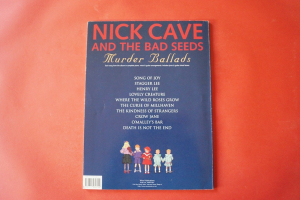 NICK CAVE
AND THE BAD SEEDS
Murder Ballads
SONG OF JOY
STAGGER LEE
HENRY LEE
LOVELY CREATURE
WHERE THE WILD ROSES GROW
THE CURSE OF MILLHAVEN
THE KINDNESS OF STRANGERS
CROW JANE
O'MALLEY'S BAR
DEATH IS NOT THE END